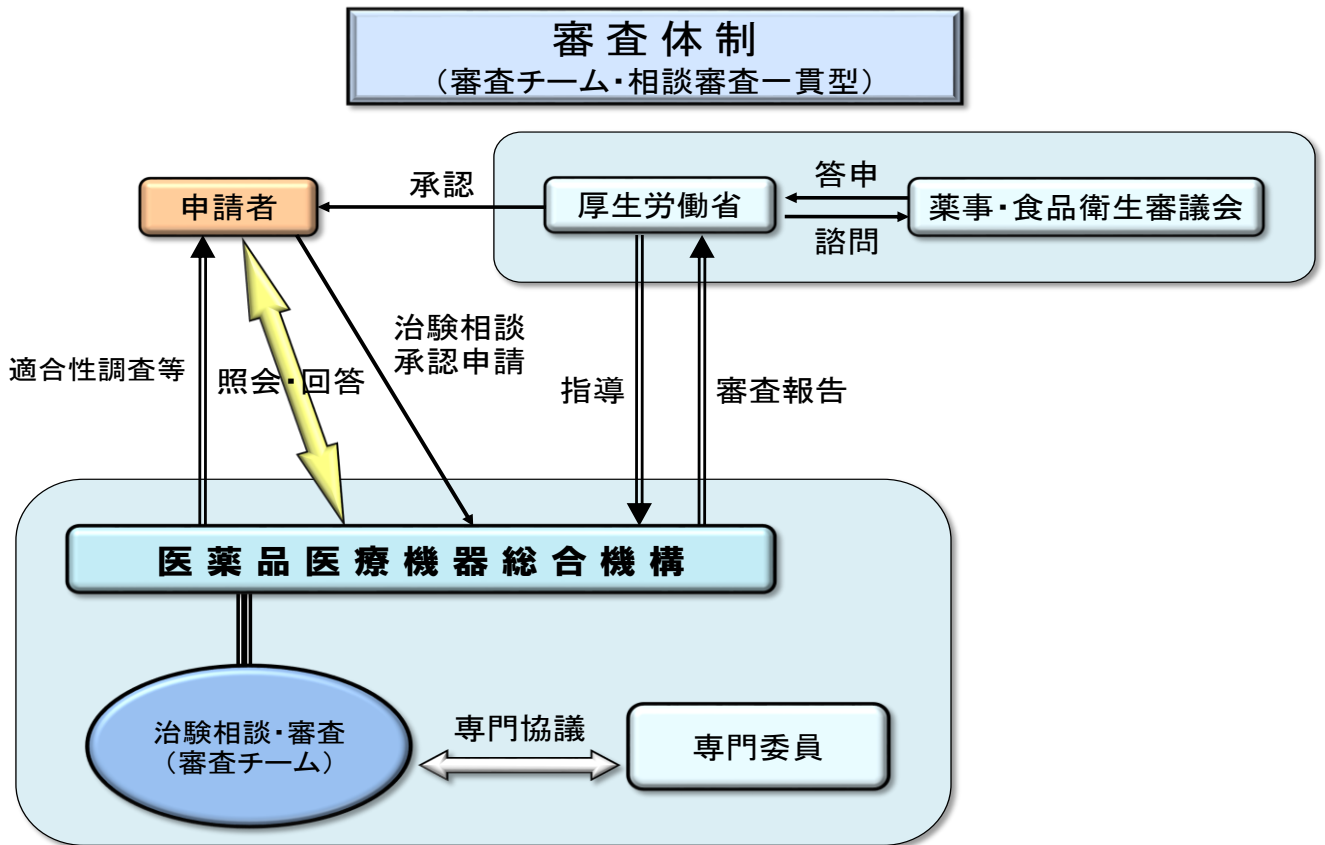 審査体制
（審査チーム・相談審査一貫型）
申請者
承認
厚生労働省
答申
諮問
薬事・食品衛生審議会
適合性調査等
照会・回答
治験相談
承認申請
指導
審査報告
医薬品医療機器総合機構
治験相談・審査
（審査チーム）
専門協議
専門委員